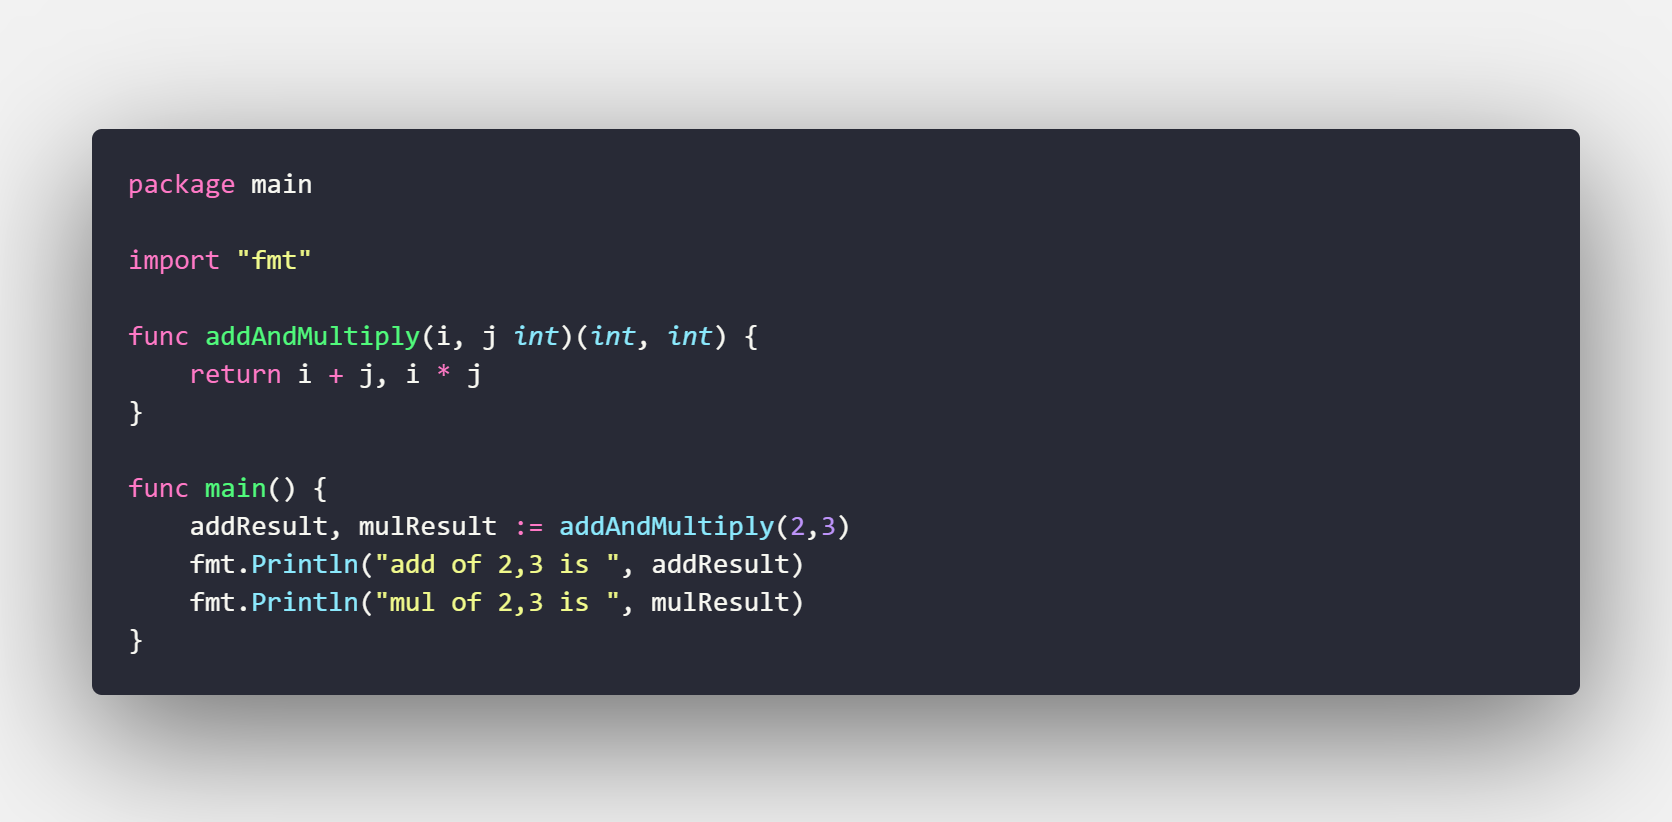 package main
import "fmt"
func addAndMultiply(i, j int)(int, int) {
    return i + j, i * j
}
func main() {
    addResult, mulResult := addAndMultiply(2,3)
    fmt.Println("add of 2,3 is ", addResult)
    fmt.Println("mul of 2,3 is ", mulResult)
}